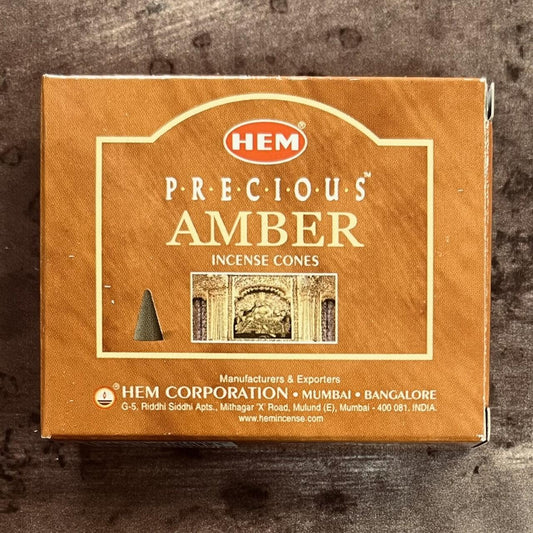 HEM®
P·R·E·C·I·O·U·S™
AMBER
INCENSE CONES
Manufacturers & Exporters
® HEM CORPORATION • MUMBAI • BANGALORE
G-5, Riddhi Siddhi Apts., Mithagar 'X' Road, Mulund (E), Mumbai - 400 081. INDIA.
www.hemincense.com